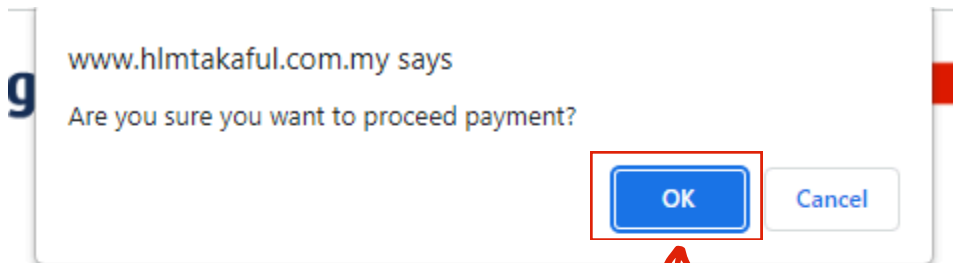 www.hlmtakaful.com.my says
g
Are you sure you want to proceed payment?
OK
Cancel